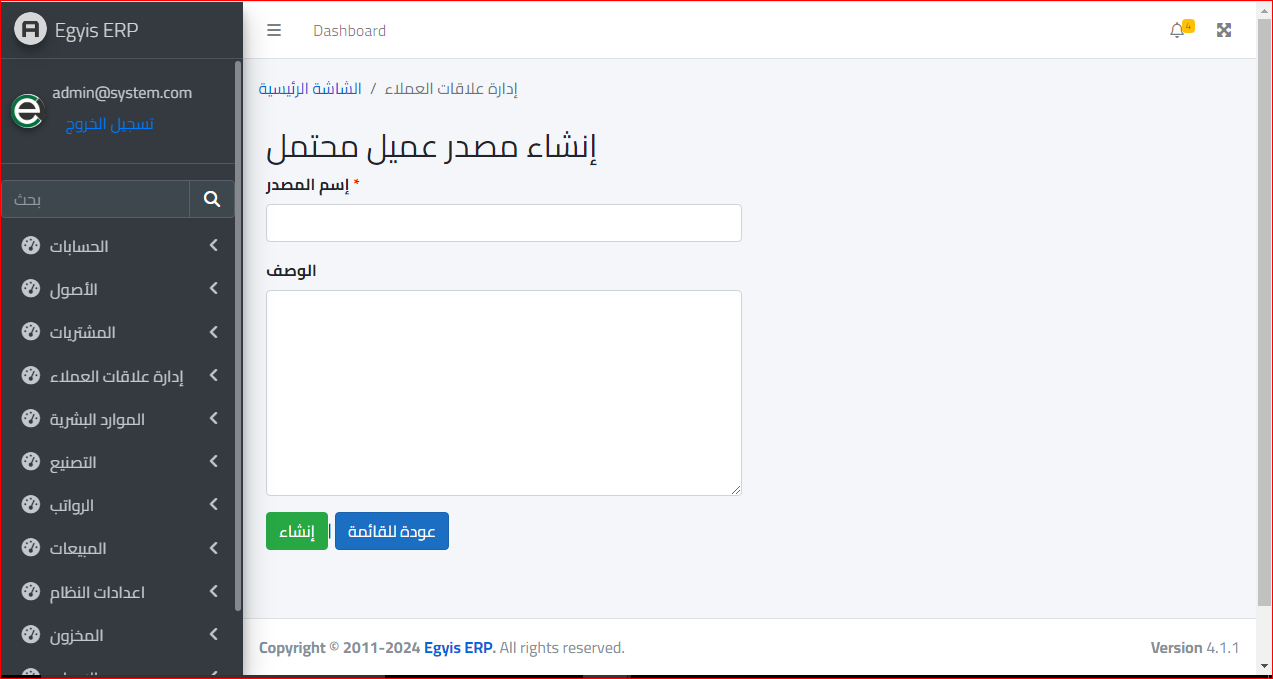 Egyis ERP
admin@system.com
تسجيل الخروج
بحث
الحسابات
الأصول
المشتريات
إدارة علاقات العملاء
الموارد البشرية
التصنيع
الرواتب
المبيعات
اعدادات النظام
المخزون
Dashboard
4
الشاشة الرئيسية / إدارة علاقات العملاء
إنشاء مصدر عميل محتمل
إسم المصدر *
الوصف
إنشاء | عودة للقائمة
Copyright © 2011-2024 Egyis ERP. All rights reserved.
Version 4.1.1